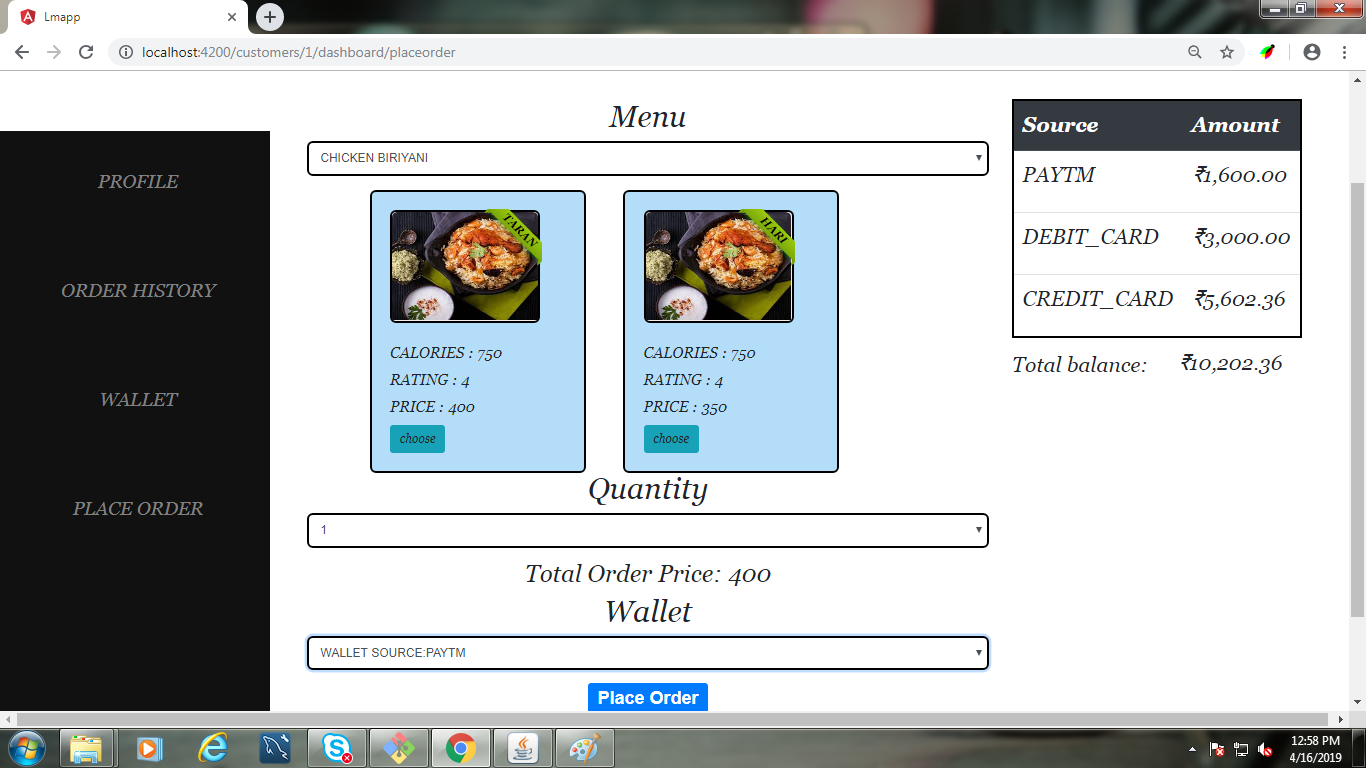 Lmapp
localhost:4200/customers/1/dashboard/placeorder
PROFILE
ORDER HISTORY
WALLET
PLACE ORDER
Menu
CHICKEN BIRIYANI
TARAN
CALORIES : 750
RATING : 4
PRICE : 400
choose
HARI
CALORIES : 750
RATING : 4
PRICE : 350
choose
Quantity
1
Total Order Price: 400
Wallet
WALLET SOURCE:PAYTM
Place Order
Source Amount
PAYTM ₹1,600.00
DEBIT_CARD ₹3,000.00
CREDIT_CARD ₹5,602.36
Total balance: ₹10,202.36
12:58 PM
4/16/2019